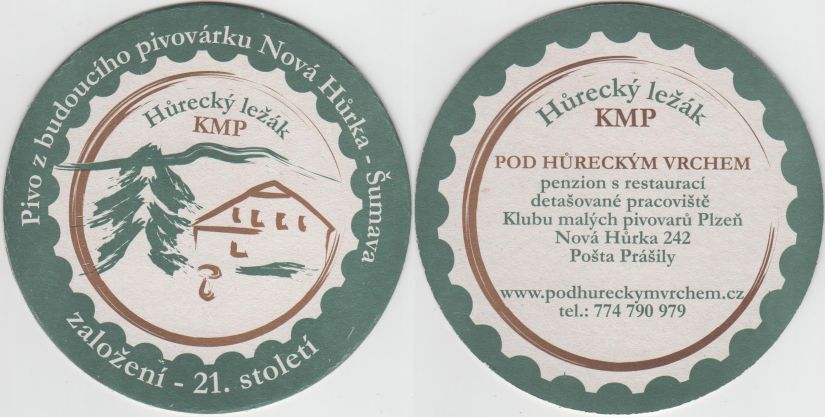 Pivo z budoucího pivovárku Nová Hůrka - Šumava
Hůrecký ležák
KMP
založení - 21. století
Hůrecký ležák
KMP
POD HŮRECKÝM VRCHEM
penzion s restaurací
detašované pracoviště
Klubu malých pivovarů Plzeň
Nová Hůrka 242
Pošta Prášily
www.podhureckymvrchem.cz
tel.: 774 790 979